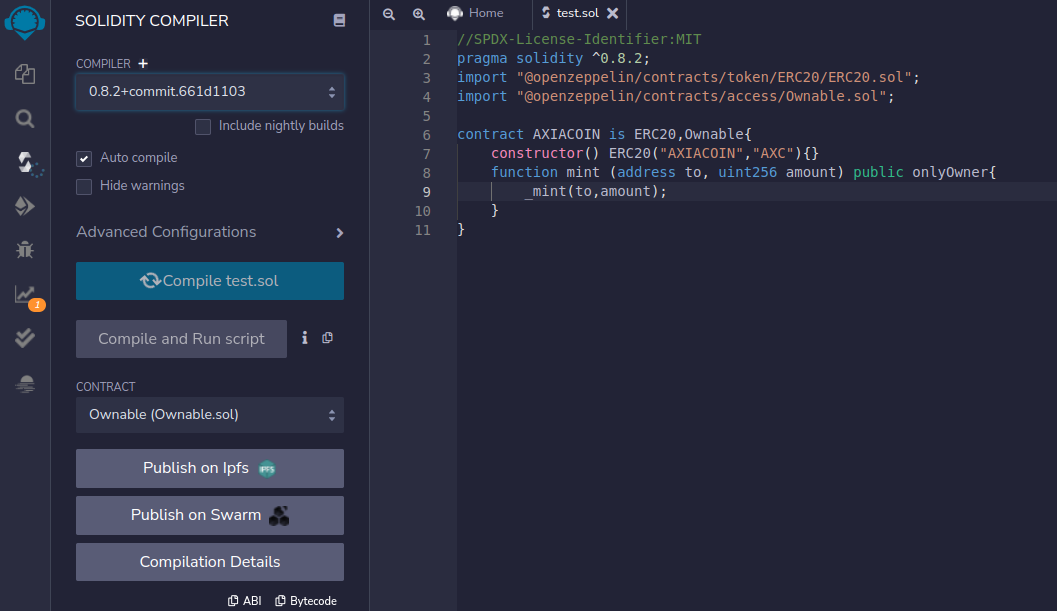 SOLIDITY COMPILER
COMPILER +
0.8.2+commit.661d1103
Include nightly builds
Auto compile
Hide warnings
Advanced Configurations
Compile test.sol
Compile and Run script
CONTRACT
Ownable (Ownable.sol)
Publish on Ipfs IPFS
Publish on Swarm
Compilation Details
ABI Bytecode
1
Home test.sol
1 //SPDX-License-Identifier:MIT
2 pragma solidity ^0.8.2;
3 import "@openzeppelin/contracts/token/ERC20/ERC20.sol";
4 import "@openzeppelin/contracts/access/Ownable.sol";
5
6 contract AXIACOIN is ERC20,Ownable{
7 constructor() ERC20("AXIACOIN","AXC"){}
8 function mint (address to, uint256 amount) public onlyOwner{
9 _mint(to,amount);
10 }
11 }